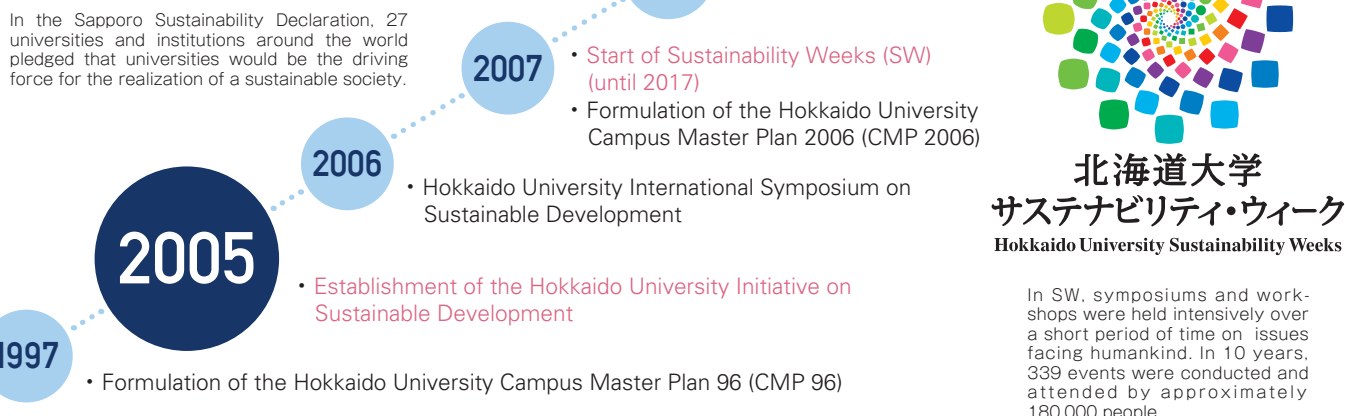 In the Sapporo Sustainability Declaration, 27
universities and institutions around the world
pledged that universities would be the driving
force for the realization of a sustainable society.
2007
・Start of Sustainability Weeks (SW)
(until 2017)
・Formulation of the Hokkaido University
Campus Master Plan 2006 (CMP 2006)
2006
・Hokkaido University International Symposium on
Sustainable Development
2005
・Establishment of the Hokkaido University Initiative on
Sustainable Development
1997
・Formulation of the Hokkaido University Campus Master Plan 96 (CMP 96)
北海道大学
サステナビリティ・ウィーク
Hokkaido University Sustainability Weeks
In SW, symposiums and work-
shops were held intensively over
a short period of time on issues
facing humankind. In 10 years,
339 events were conducted and
attended by approximately
180,000 people